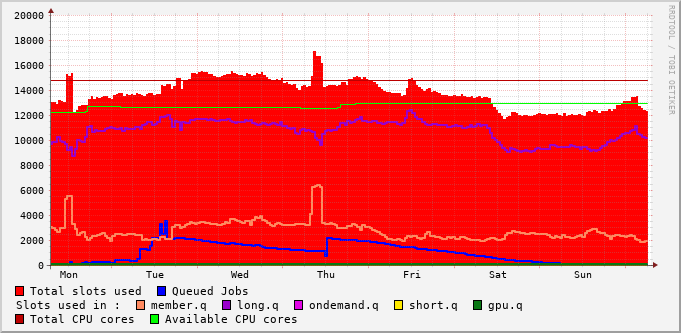 RRDTOOL / TOBI OETIKER
20000
18000
16000
14000
12000
10000
8000
6000
4000
2000
0
Mon Tue Wed Thu Fri Sat Sun
Total slots used Queued Jobs
Slots used in : member.q long.q ondemand.q short.q gpu.q
Total CPU cores Available CPU cores